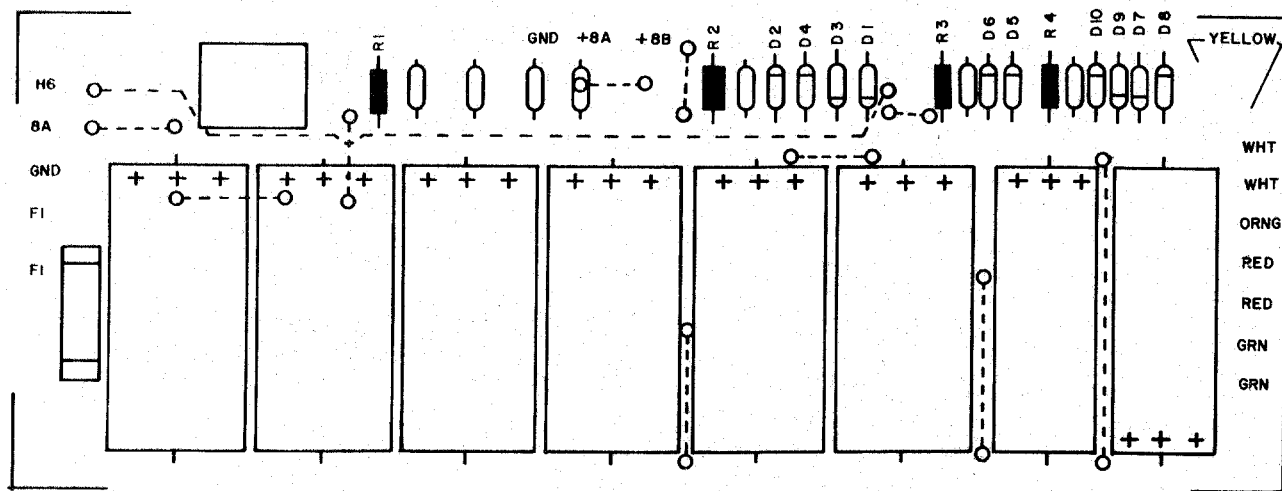 R1
GND +8A +8B
R2
D2
D4
D3
D1
R3
D6
D5
R4
D10
D9
D7
D8
YELLOW
H6
8A
GND
F1
F1
WHT
WHT
ORNG
RED
RED
GRN
GRN
+ + +
+ + +
+ + +
+ + +
+ + +
+ + +
+ + +
+ + +